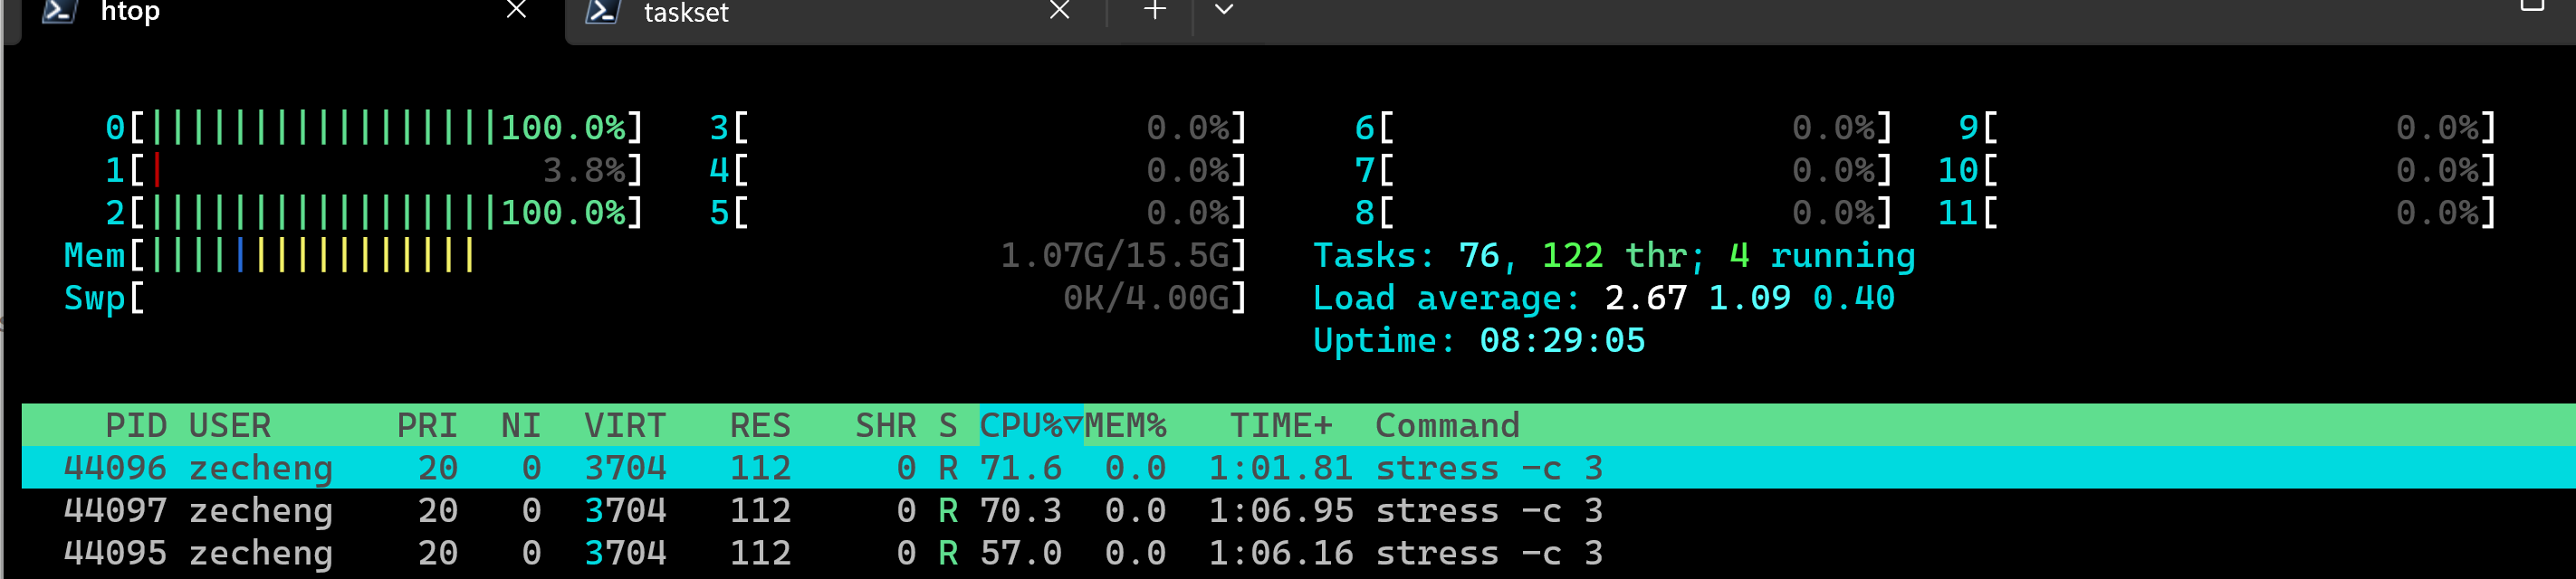 htop taskset
0[||||||||||||||||||100.0%] 3[ 0.0%] 6[ 0.0%] 9[ 0.0%]
1[| 3.8%] 4[ 0.0%] 7[ 0.0%] 10[ 0.0%]
2[||||||||||||||||||100.0%] 5[ 0.0%] 8[ 0.0%] 11[ 0.0%]
Mem[|||||||||||||||| 1.07G/15.5G] Tasks: 76, 122 thr; 4 running
Swp[ 0K/4.00G] Load average: 2.67 1.09 0.40
Uptime: 08:29:05
PID USER PRI NI VIRT RES SHR S CPU%▽MEM% TIME+ Command
44096 zecheng 20 0 3704 112 0 R 71.6 0.0 1:01.81 stress -c 3
44097 zecheng 20 0 3704 112 0 R 70.3 0.0 1:06.95 stress -c 3
44095 zecheng 20 0 3704 112 0 R 57.0 0.0 1:06.16 stress -c 3